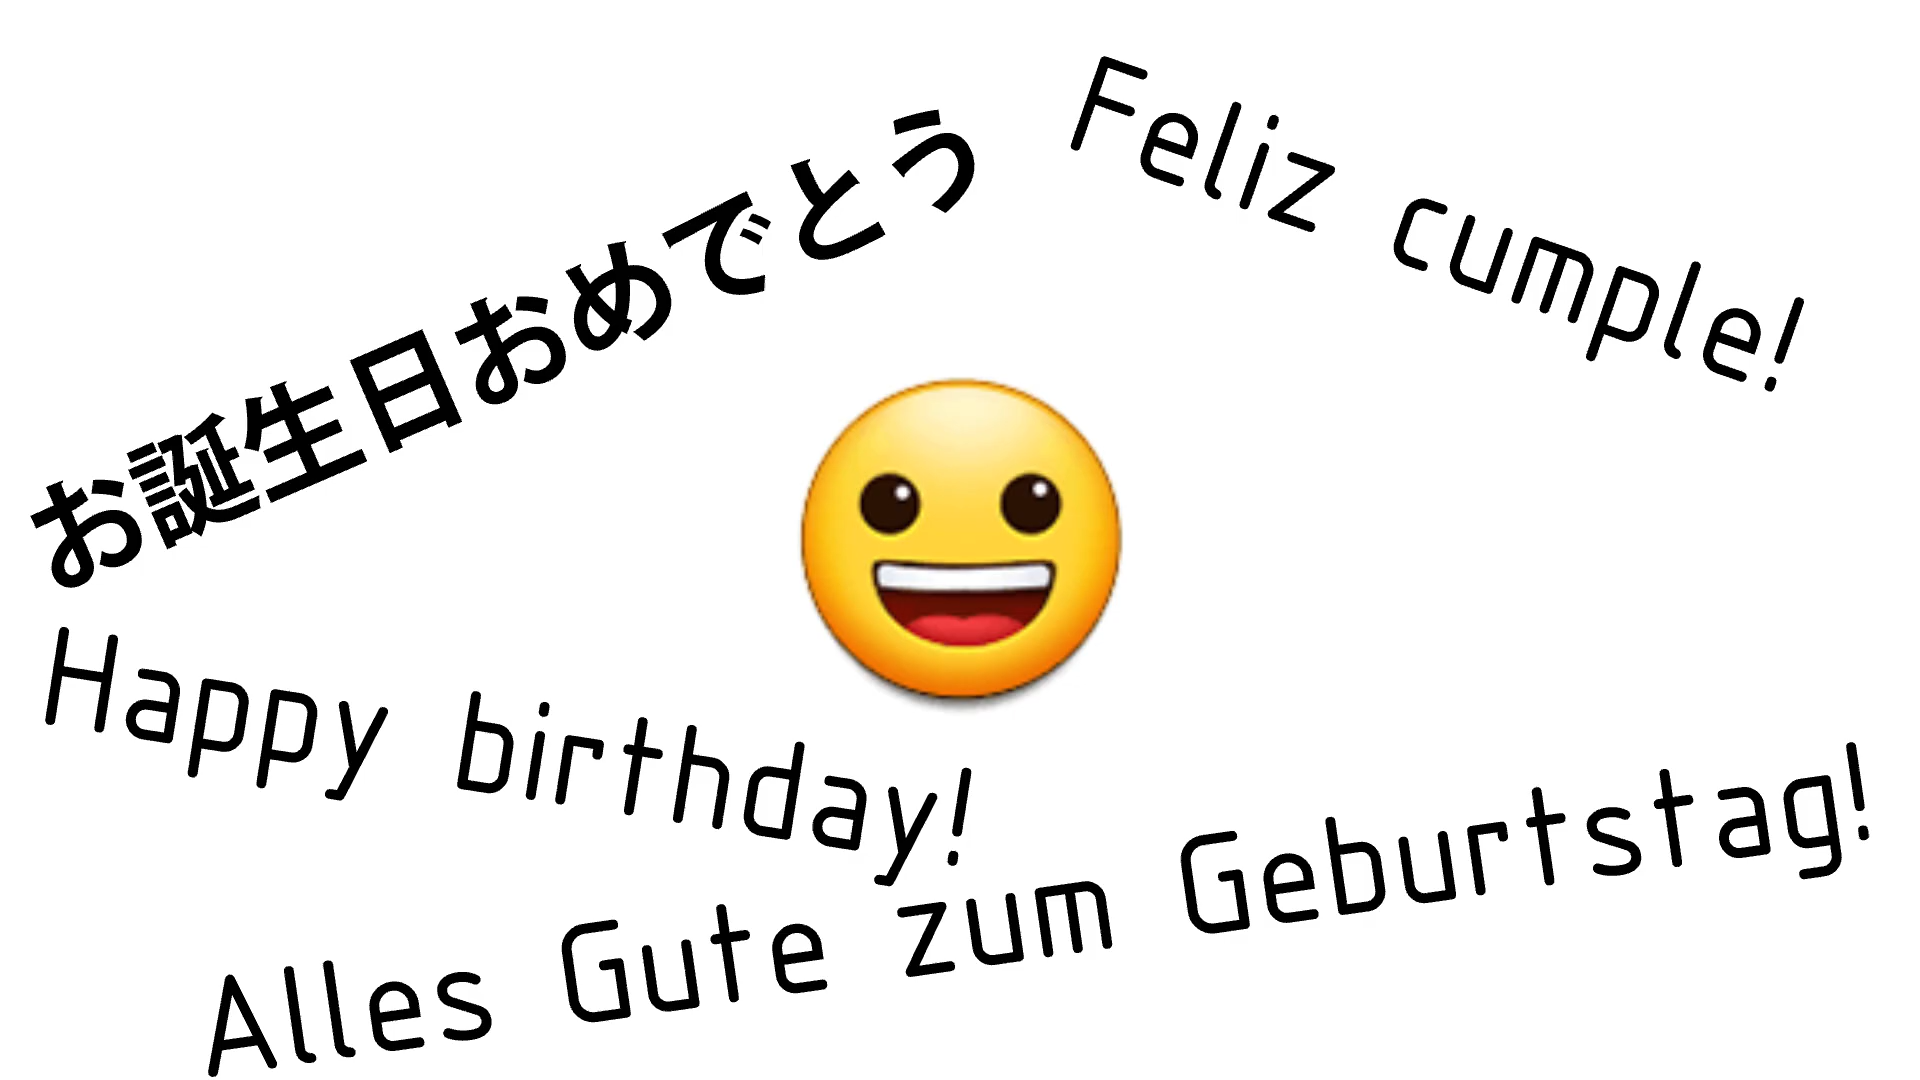 お誕生日おめでとう
Feliz cumple!
Happy birthday!
Alles Gute zum Geburtstag!